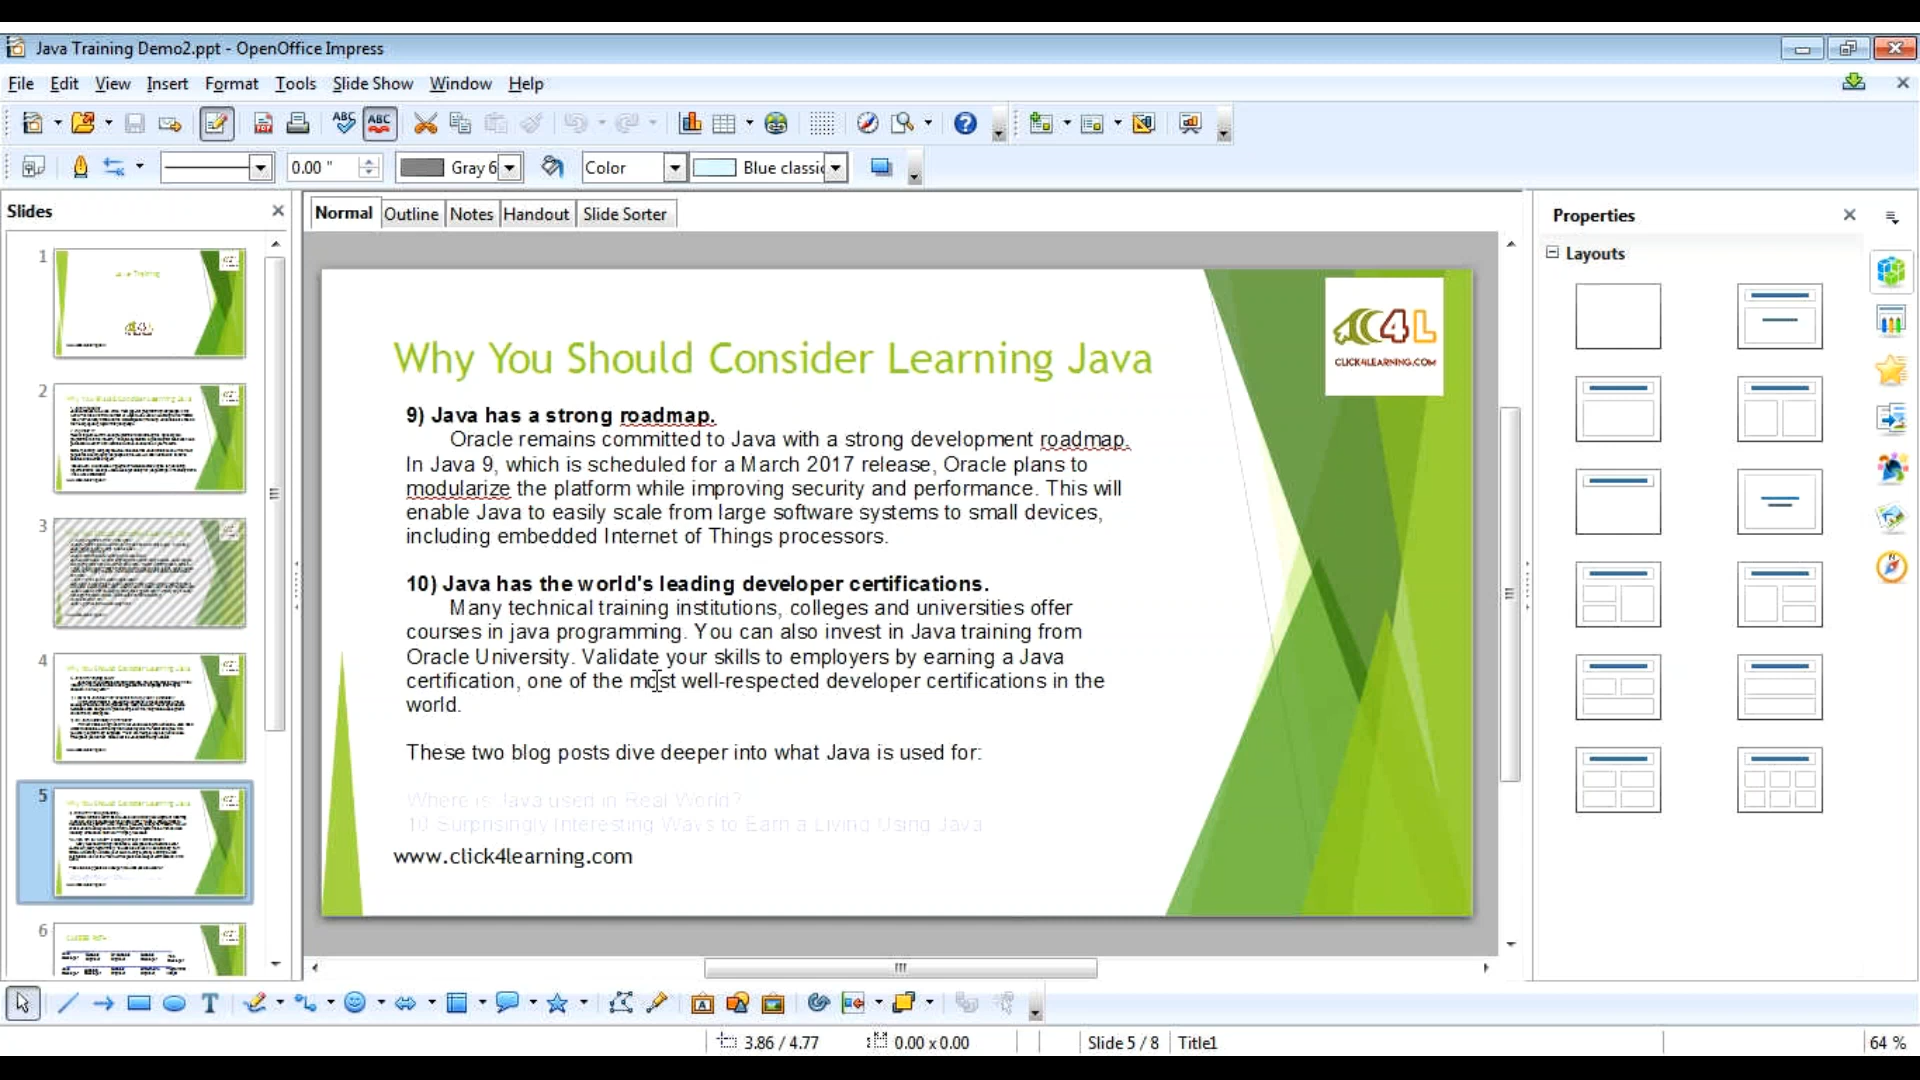 Java Training Demo2.ppt - OpenOffice Impress
File Edit View Insert Format Tools Slide Show Window Help
ABC ABC
0.00 " Gray 6 Color Blue classic
Slides
Normal Outline Notes Handout Slide Sorter
Properties
Layouts
1
Java Training
2
3
4
5
6
C4L
CLICK4LEARNING.COM
Why You Should Consider Learning Java
9) Java has a strong roadmap.
Oracle remains committed to Java with a strong development roadmap.
In Java 9, which is scheduled for a March 2017 release, Oracle plans to
modularize the platform while improving security and performance. This will
enable Java to easily scale from large software systems to small devices,
including embedded Internet of Things processors.
10) Java has the world's leading developer certifications.
Many technical training institutions, colleges and universities offer
courses in java programming. You can also invest in Java training from
Oracle University. Validate your skills to employers by earning a Java
certification, one of the most well-respected developer certifications in the
world.
These two blog posts dive deeper into what Java is used for:
Where is Java used in Real World?
10 Surprisingly Interesting Ways to Earn a Living Using Java
www.click4learning.com
3.86 / 4.77 0.00 x 0.00 Slide 5 / 8 Title1 64 %